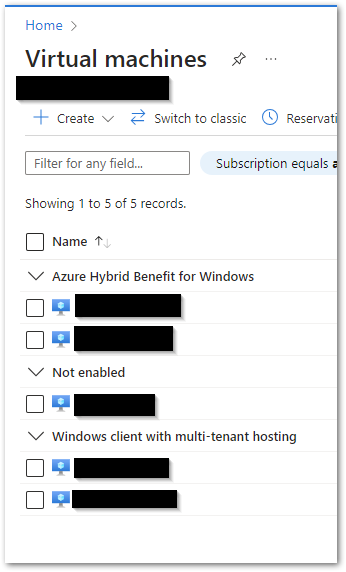 Home >
Virtual machines
+ Create Switch to classic Reservati
Filter for any field... Subscription equals a
Showing 1 to 5 of 5 records.
Name ↑↓
Azure Hybrid Benefit for Windows
Not enabled
Windows client with multi-tenant hosting